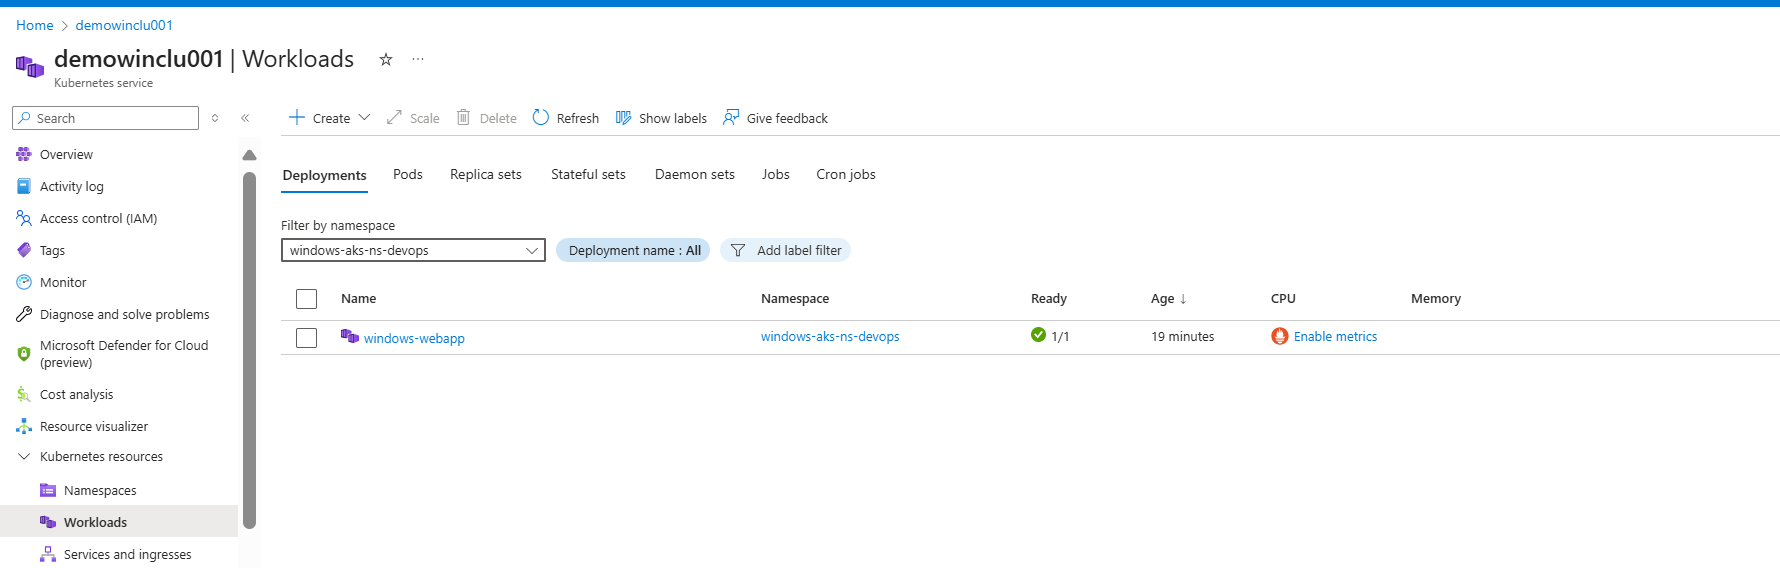 Home > demowinclu001
demowinclu001 | Workloads
Kubernetes service
Search
Create Scale Delete Refresh Show labels Give feedback
Overview
Activity log
Access control (IAM)
Tags
Monitor
Diagnose and solve problems
Microsoft Defender for Cloud
(preview)
Cost analysis
Resource visualizer
Kubernetes resources
Namespaces
Workloads
Services and ingresses
Deployments Pods Replica sets Stateful sets Daemon sets Jobs Cron jobs
Filter by namespace
windows-aks-ns-devops Deployment name : All Add label filter
Name Namespace Ready Age ↓ CPU Memory
windows-webapp windows-aks-ns-devops 1/1 19 minutes Enable metrics